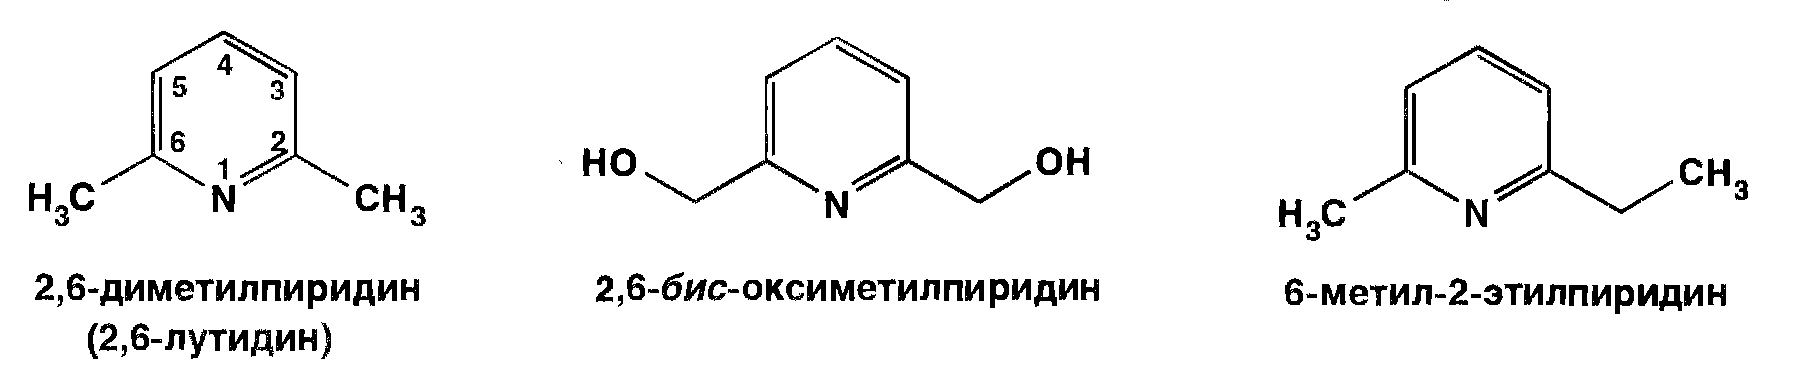 4
5 3
6 2
1
H₃C N CH₃
2,6-диметилпиридин
(2,6-лутидин)
HO N OH
2,6-бис-оксиметилпиридин
H₃C N CH₃
6-метил-2-этилпиридин